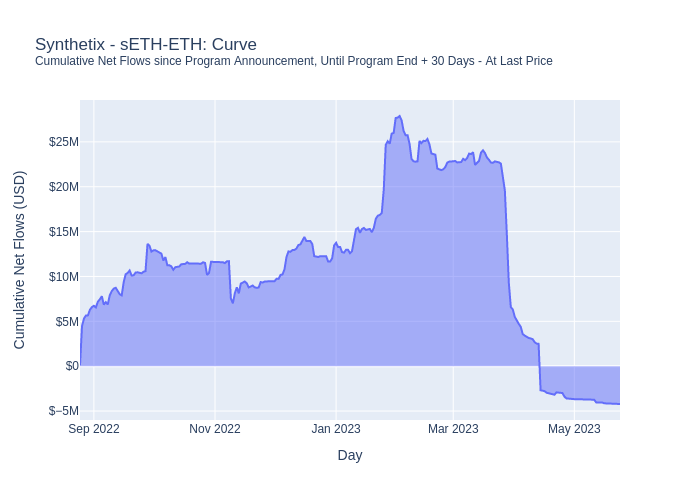 Synthetix - sETH-ETH: Curve
Cumulative Net Flows since Program Announcement, Until Program End + 30 Days - At Last Price
Cumulative Net Flows (USD)
$25M
$20M
$15M
$10M
$5M
$0
$−5M
Sep 2022
Nov 2022
Jan 2023
Mar 2023
May 2023
Day